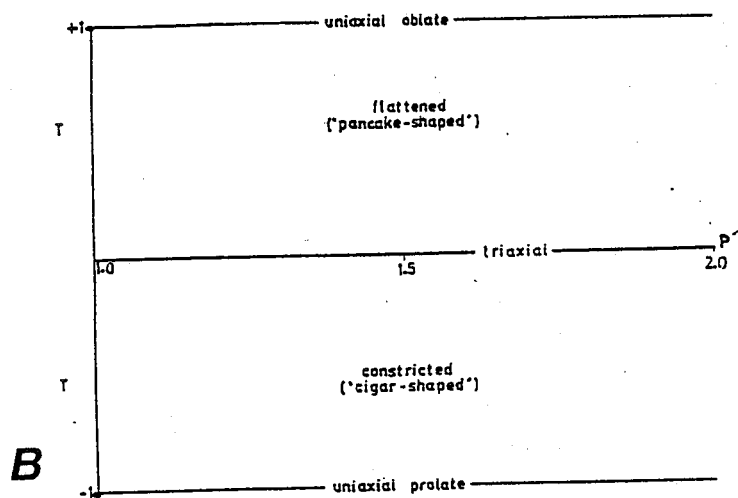 +1
uniaxial oblate
flattened
("pancake-shaped")
T
P´
triaxial
1.0
1.5
2.0
T
constricted
("cigar-shaped")
B
-1
uniaxial prolate